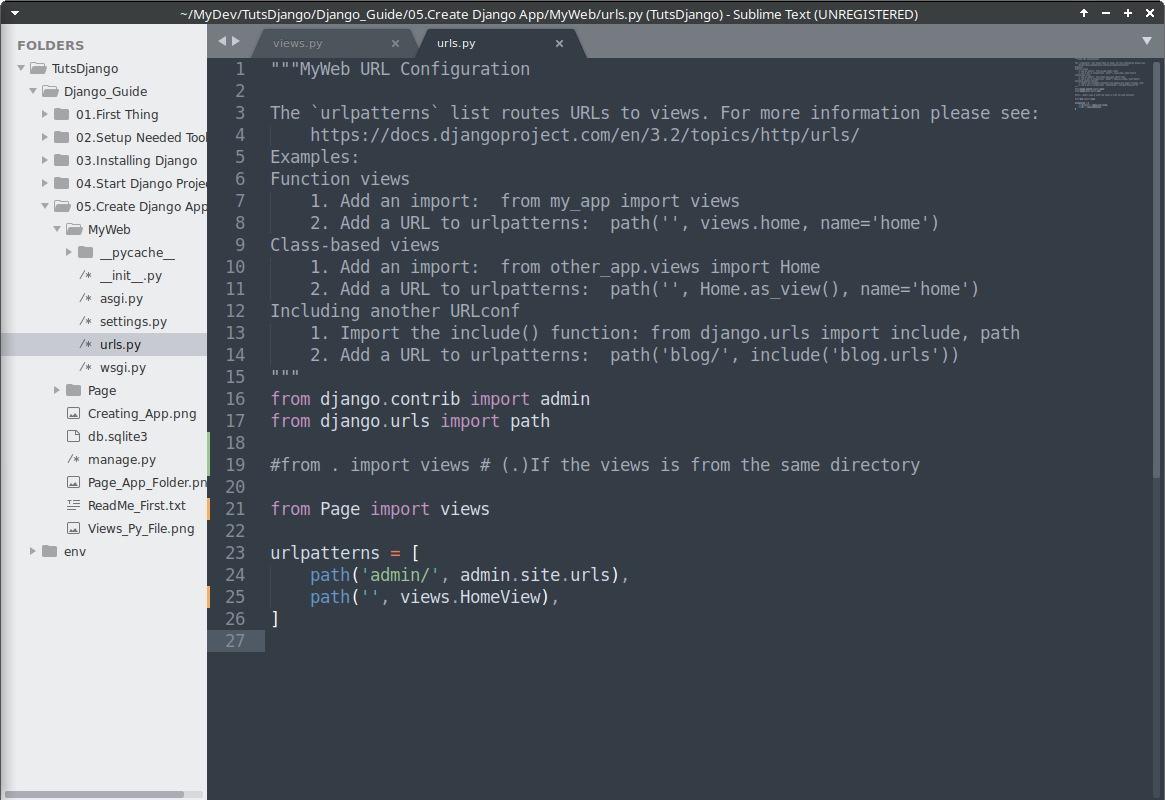 ~/MyDev/TutsDjango/Django_Guide/05.Create Django App/MyWeb/urls.py (TutsDjango) - Sublime Text (UNREGISTERED)
FOLDERS
TutsDjango
Django_Guide
01.First Thing
02.Setup Needed Tool
03.Installing Django
04.Start Django Proje
05.Create Django App
MyWeb
__pycache__
/* __init__.py
/* asgi.py
/* settings.py
/* urls.py
/* wsgi.py
Page
Creating_App.png
db.sqlite3
/* manage.py
Page_App_Folder.pn
ReadMe_First.txt
Views_Py_File.png
env
views.py × urls.py ×
1 """MyWeb URL Configuration
2
3 The `urlpatterns` list routes URLs to views. For more information please see:
4     https://docs.djangoproject.com/en/3.2/topics/http/urls/
5 Examples:
6 Function views
7     1. Add an import:  from my_app import views
8     2. Add a URL to urlpatterns:  path('', views.home, name='home')
9 Class-based views
10     1. Add an import:  from other_app.views import Home
11     2. Add a URL to urlpatterns:  path('', Home.as_view(), name='home')
12 Including another URLconf
13     1. Import the include() function: from django.urls import include, path
14     2. Add a URL to urlpatterns:  path('blog/', include('blog.urls'))
15 """
16 from django.contrib import admin
17 from django.urls import path
18
19 #from . import views # (.)If the views is from the same directory
20
21 from Page import views
22
23 urlpatterns = [
24     path('admin/', admin.site.urls),
25     path('', views.HomeView),
26 ]
27